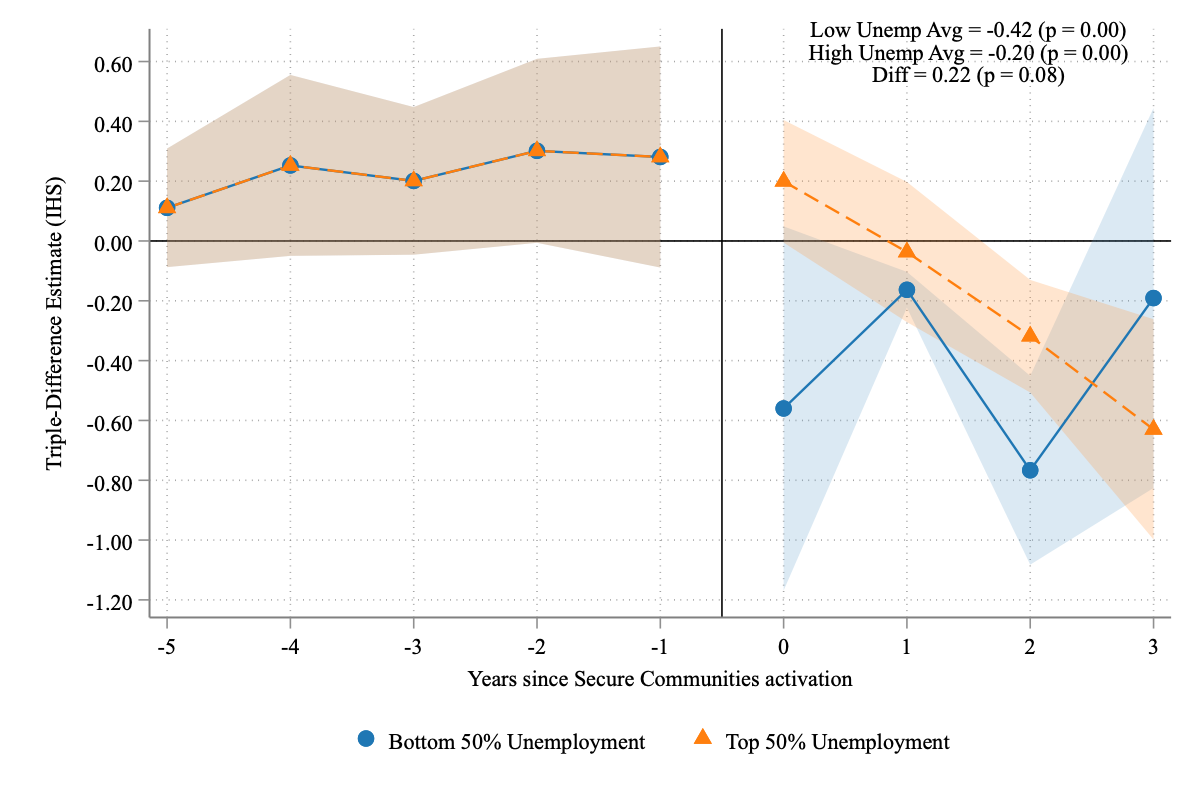 Low Unemp Avg = -0.42 (p = 0.00)
High Unemp Avg = -0.20 (p = 0.00)
Diff = 0.22 (p = 0.08)
Triple-Difference Estimate (IHS)
0.60
0.40
0.20
0.00
-0.20
-0.40
-0.60
-0.80
-1.00
-1.20
-5 -4 -3 -2 -1 0 1 2 3
Years since Secure Communities activation
Bottom 50% Unemployment Top 50% Unemployment